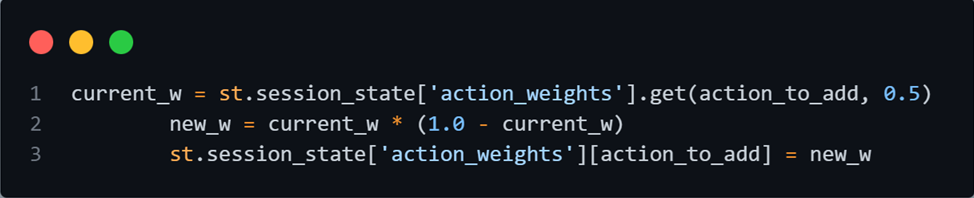 1 current_w = st.session_state['action_weights'].get(action_to_add, 0.5)
2 new_w = current_w * (1.0 - current_w)
3 st.session_state['action_weights'][action_to_add] = new_w